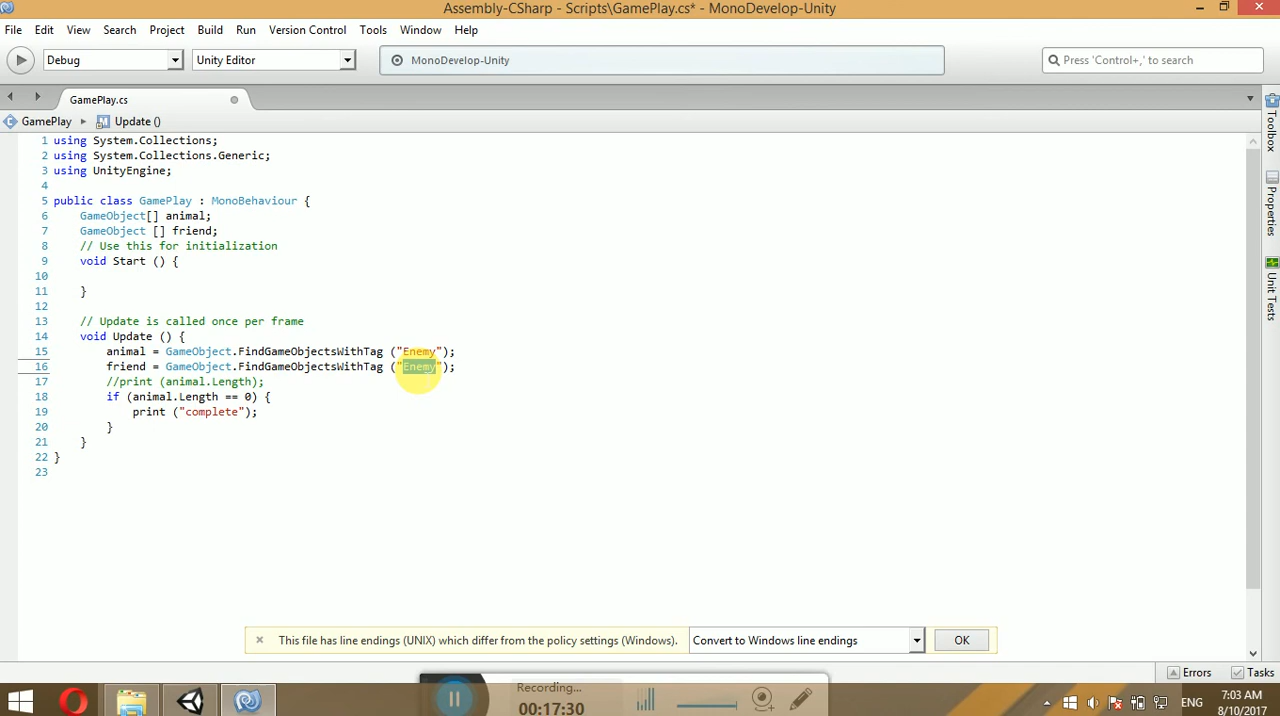 Assembly-CSharp - Scripts\GamePlay.cs* - MonoDevelop-Unity
File Edit View Search Project Build Run Version Control Tools Window Help
Debug Unity Editor MonoDevelop-Unity Press 'Control+,' to search
GamePlay.cs
GamePlay Update ()
1 using System.Collections;
2 using System.Collections.Generic;
3 using UnityEngine;
4
5 public class GamePlay : MonoBehaviour {
6 GameObject[] animal;
7 GameObject [] friend;
8 // Use this for initialization
9 void Start () {
10
11 }
12
13 // Update is called once per frame
14 void Update () {
15 animal = GameObject.FindGameObjectsWithTag ("Enemy");
16 friend = GameObject.FindGameObjectsWithTag ("Enemy");
17 //print (animal.Length);
18 if (animal.Length == 0) {
19 print ("complete");
20 }
21 }
22 }
23
Toolbox
Properties
Unit Tests
This file has line endings (UNIX) which differ from the policy settings (Windows). Convert to Windows line endings OK
Errors Tasks
Recording...
00:17:30
ENG
7:03 AM
8/10/2017